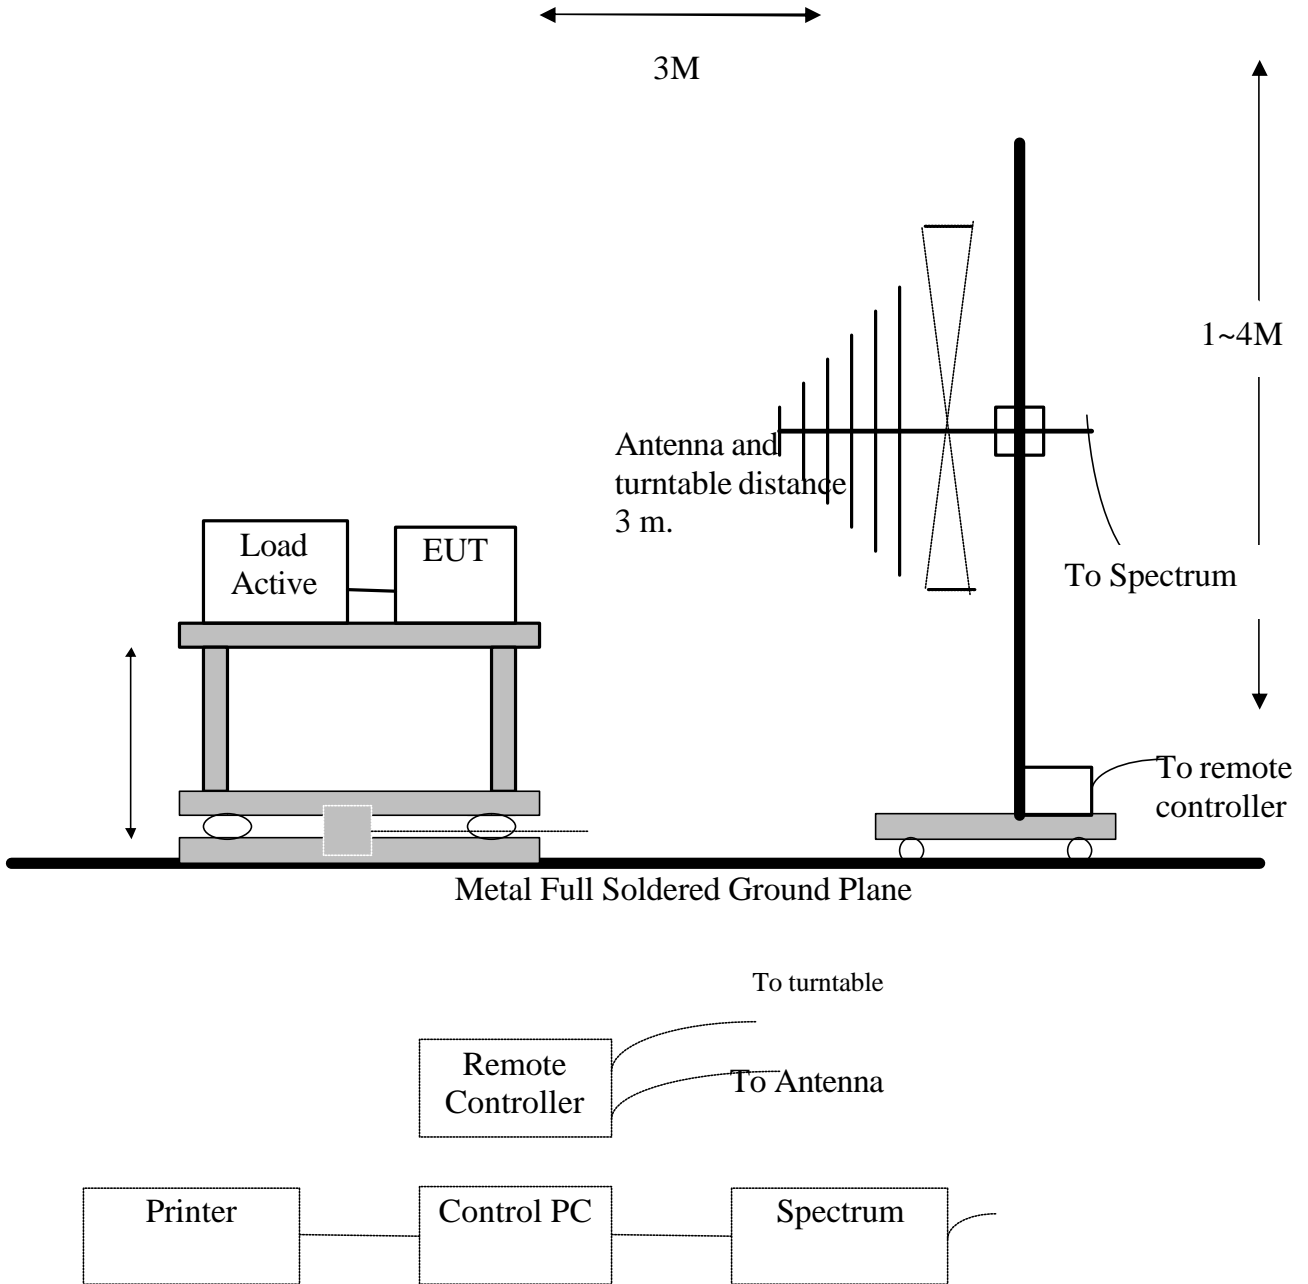 3M
1~4M
Antenna and
turntable distance
3 m.
Load
Active
EUT
To Spectrum
To remote
controller
Metal Full Soldered Ground Plane
To turntable
Remote
Controller
To Antenna
Printer
Control PC
Spectrum